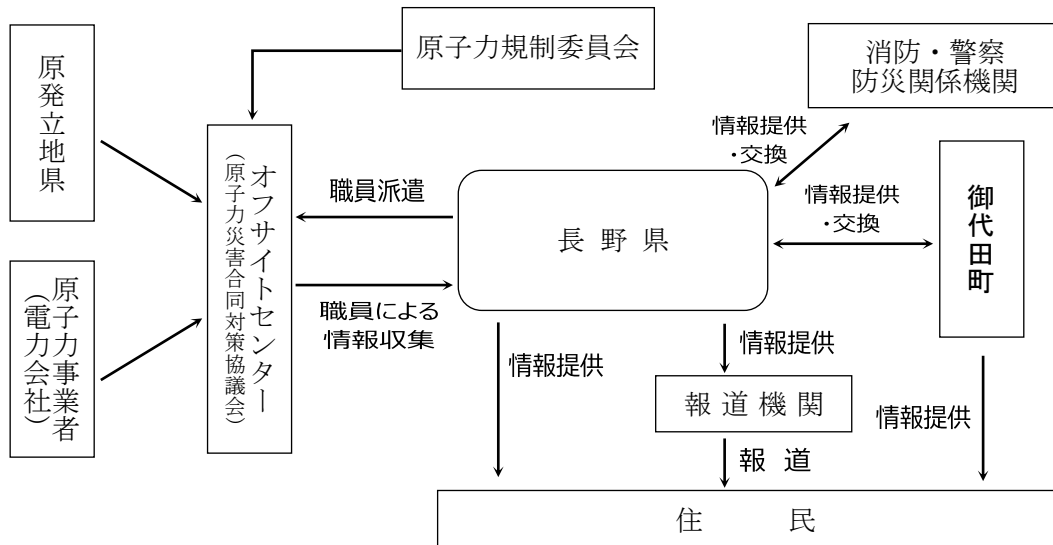 原子力規制委員会
消防・警察
防災関係機関
原発立地県
オフサイトセンター
(原子力災害合同対策協議会)
情報提供
・交換
御代田町
職員派遣
長野県
情報提供
・交換
原子力事業者
(電力会社)
職員による
情報収集
情報提供
情報提供
報道機関
情報提供
報 道
住 民